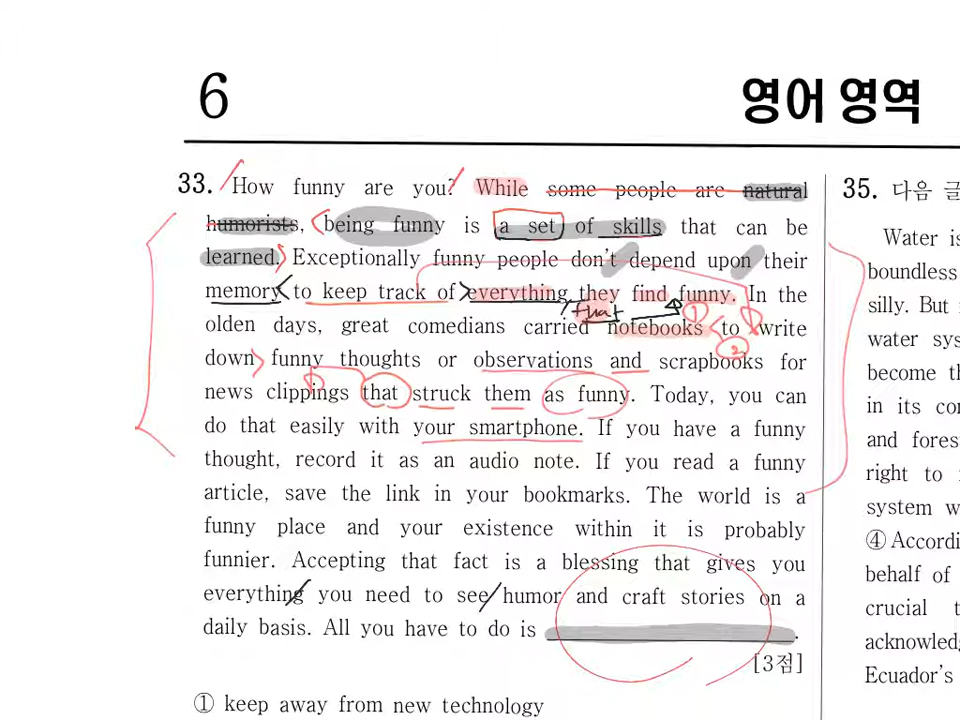 6
영어 영역
33. How funny are you? While some people are natural
humorists, being funny is a set of skills that can be
learned. Exceptionally funny people don't depend upon their
memory to keep track of everything they find funny. In the
that ①
olden days, great comedians carried notebooks to write
②
down funny thoughts or observations and scrapbooks for
news clippings that struck them as funny. Today, you can
do that easily with your smartphone. If you have a funny
thought, record it as an audio note. If you read a funny
article, save the link in your bookmarks. The world is a
funny place and your existence within it is probably
funnier. Accepting that fact is a blessing that gives you
everything you need to see humor and craft stories on a
daily basis. All you have to do is .
[3점]
① keep away from new technology
35. 다음 글
Water is
boundless
silly. But
water sys
become th
in its co
and fores
right to
system w
④ Accordi
behalf of
crucial t
acknowledg
Ecuador's